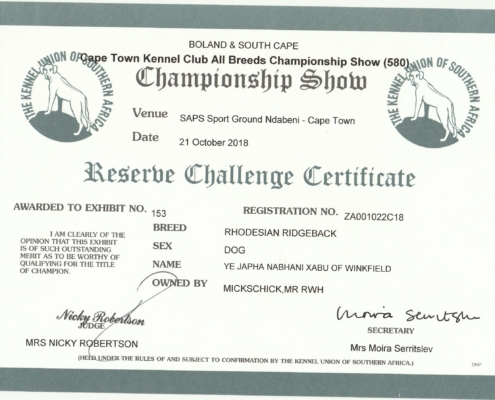 BOLAND & SOUTH CAPE
Cape Town Kennel Club All Breeds Championship Show (580)
THE KENNEL UNION OF SOUTHERN AFRICA
THE KENNEL UNION OF SOUTHERN AFRICA
Championship Show
Venue SAPS Sport Ground Ndabeni - Cape Town
Date 21 October 2018
Reserve Challenge Certificate
AWARDED TO EXHIBIT NO. 153 REGISTRATION NO. ZA001022C18
I AM CLEARLY OF THE
OPINION THAT THIS EXHIBIT
IS OF SUCH OUTSTANDING
MERIT AS TO BE WORTHY OF
QUALIFYING FOR THE TITLE
OF CHAMPION.
BREED RHODESIAN RIDGEBACK
SEX DOG
NAME YE JAPHA NABHANI XABU OF WINKFIELD
OWNED BY MICKSCHICK,MR RWH
Nicky Robertson
JUDGE
MRS NICKY ROBERTSON
Moira Serritslev
SECRETARY
Mrs Moira Serritslev
(HELD UNDER THE RULES OF AND SUBJECT TO CONFIRMATION BY THE KENNEL UNION OF SOUTHERN AFRICA.)